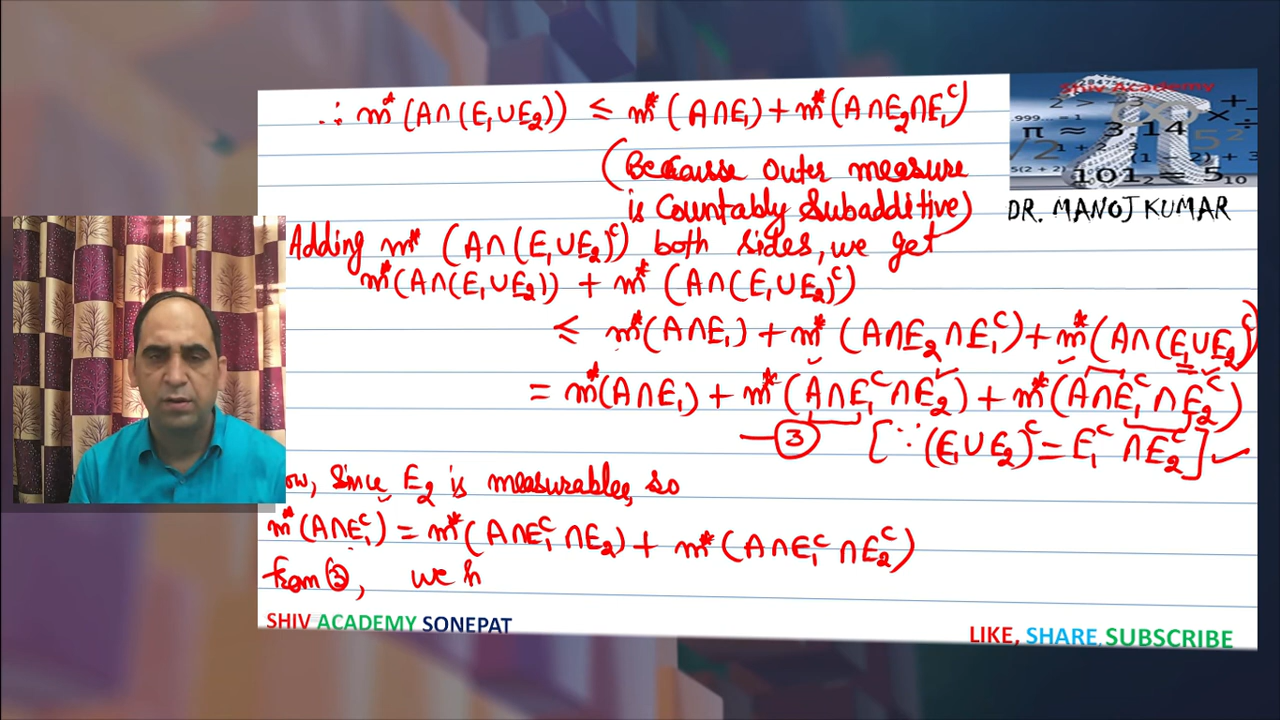 ∴ m*(A∩(E₁∪E₂)) ≤ m*(A∩E₁) + m*(A∩E₂∩E₁ᶜ)
(Because Outer measure
is Countably Subadditive)
Adding m* (A∩(E₁∪E₂)ᶜ) both sides, we get
m*(A∩(E₁∪E₂)) + m* (A∩(E₁∪E₂)ᶜ)
≤ m*(A∩E₁) + m* (A∩E₂∩E₁ᶜ) + m*(A∩(E₁∪E₂)ᶜ)
= m*(A∩E₁) + m* (A∩E₁ᶜ∩E₂) + m*(A∩E₁ᶜ∩E₂ᶜ)
—③ [∵(E₁∪E₂)ᶜ = E₁ᶜ∩E₂ᶜ]
ow, Since E₂ is measurable, so
m*(A∩E₁ᶜ) = m*(A∩E₁ᶜ∩E₂) + m*(A∩E₁ᶜ∩E₂ᶜ)
from ③, we h
SHIV ACADEMY SONEPAT
LIKE, SHARE, SUBSCRIBE
Shiv Academy
π ≈ 3,14
101₂ = 5₁₀
DR. MANOJ KUMAR